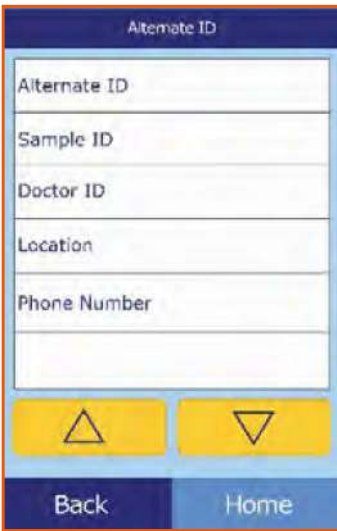 Alternate ID
Alternate ID
Sample ID
Doctor ID
Location
Phone Number
Back
Home